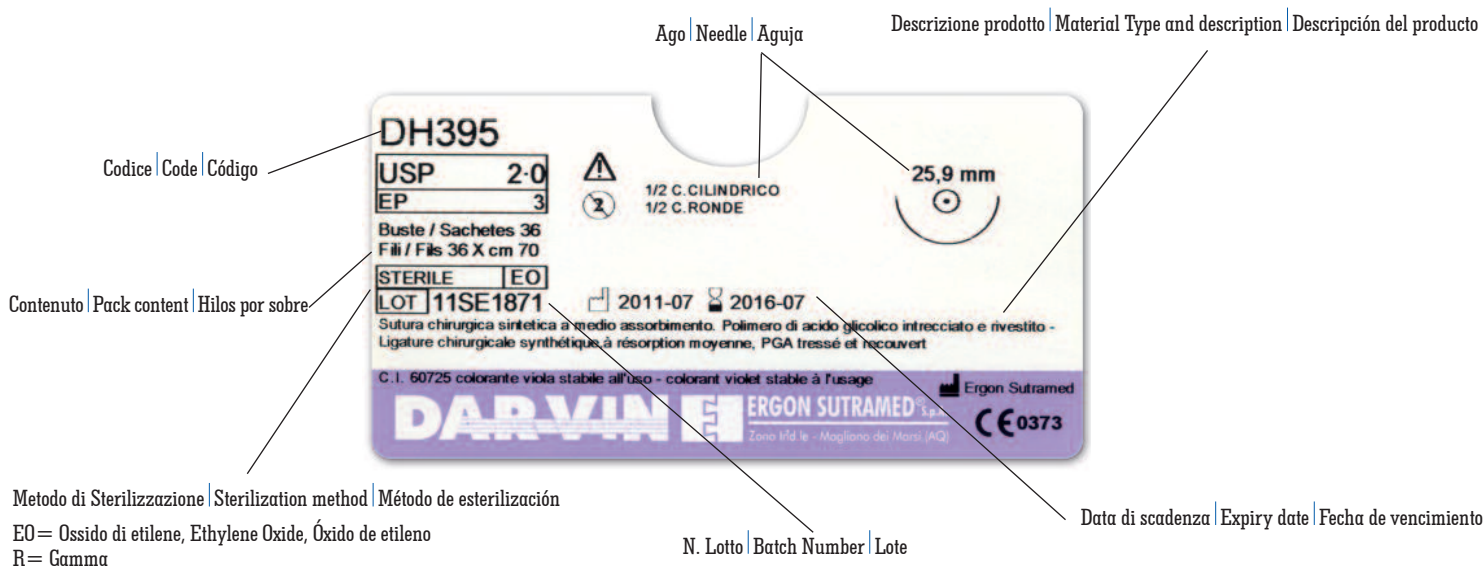 Ago | Needle | Aguja
Descrizione prodotto | Material Type and description | Descripción del producto
Codice | Code | Código
DH395
USP 2-0
EP 3
2
1/2 C.CILINDRICO
1/2 C.RONDE
25,9 mm
Buste / Sachetes 36
Fili / Fils 36 X cm 70
Contenuto | Pack content | Hilos por sobre
STERILE EO
LOT 11SE1871 2011-07 2016-07
Sutura chirurgica sintetica a medio assorbimento. Polimero di acido glicolico intrecciato e rivestito -
Ligature chirurgicale synthétique à résorption moyenne, PGA tressé et recouvert
C.I. 60725 colorante viola stabile all'uso - colorant violet stable à l'usage
Ergon Sutramed
DARVIN ERGON SUTRAMED® S.p.A.
Zona Ind.le - Magliano dei Marsi (AQ)
CE 0373
Metodo di Sterilizzazione | Sterilization method | Método de esterilización
EO= Ossido di etilene, Ethylene Oxide, Óxido de etileno
R= Gamma
N. Lotto | Batch Number | Lote
Data di scadenza | Expiry date | Fecha de vencimiento